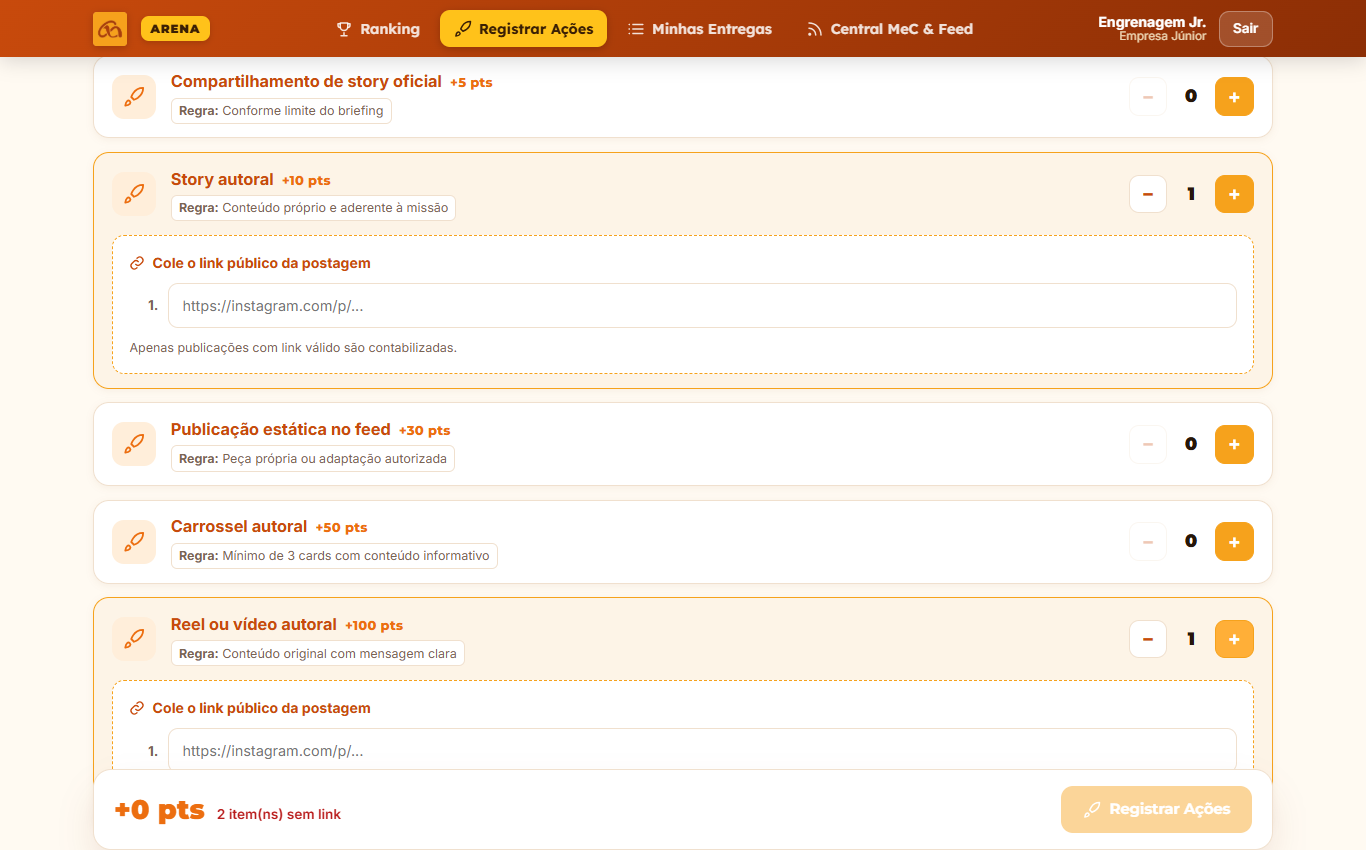 ARENA
Ranking
Registrar Ações
Minhas Entregas
Central MeC & Feed
Engrenagem Jr.
Empresa Júnior
Sair
Compartilhamento de story oficial +5 pts
Regra: Conforme limite do briefing
− 0 +
Story autoral +10 pts
Regra: Conteúdo próprio e aderente à missão
− 1 +
Cole o link público da postagem
1. https://instagram.com/p/...
Apenas publicações com link válido são contabilizadas.
Publicação estática no feed +30 pts
Regra: Peça própria ou adaptação autorizada
− 0 +
Carrossel autoral +50 pts
Regra: Mínimo de 3 cards com conteúdo informativo
− 0 +
Reel ou vídeo autoral +100 pts
Regra: Conteúdo original com mensagem clara
− 1 +
Cole o link público da postagem
1. https://instagram.com/p/...
+0 pts 2 item(ns) sem link
Registrar Ações